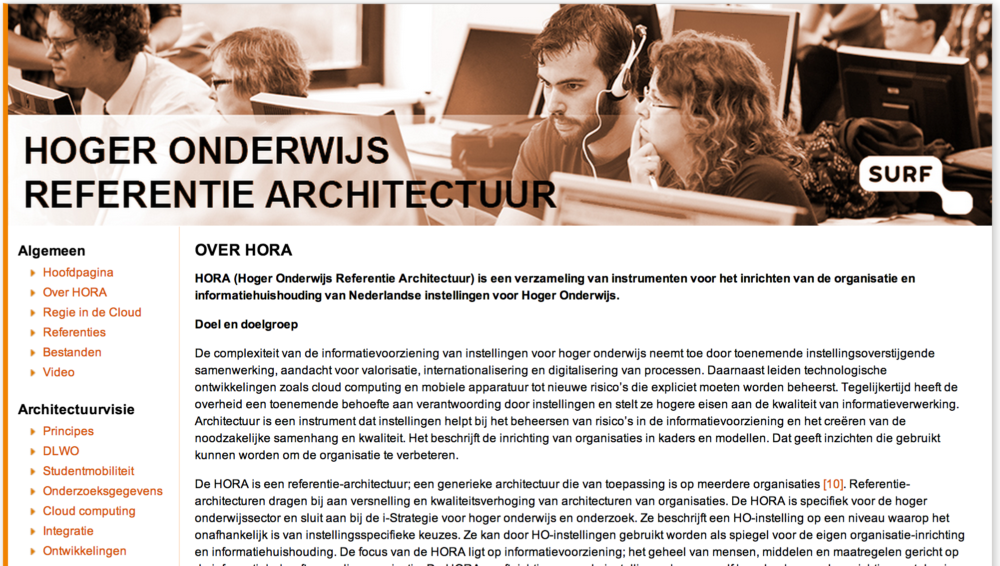 HOGER ONDERWIJS
REFERENTIE ARCHITECTUUR
SURF
Algemeen
Hoofdpagina
Over HORA
Regie in de Cloud
Referenties
Bestanden
Video
Architectuurvisie
Principes
DLWO
Studentmobiliteit
Onderzoeksgegevens
Cloud computing
Integratie
Ontwikkelingen
OVER HORA
HORA (Hoger Onderwijs Referentie Architectuur) is een verzameling van instrumenten voor het inrichten van de organisatie en
informatiehuishouding van Nederlandse instellingen voor Hoger Onderwijs.
Doel en doelgroep
De complexiteit van de informatievoorziening van instellingen voor hoger onderwijs neemt toe door toenemende instellingsoverstijgende
samenwerking, aandacht voor valorisatie, internationalisering en digitalisering van processen. Daarnaast leiden technologische
ontwikkelingen zoals cloud computing en mobiele apparatuur tot nieuwe risico’s die expliciet moeten worden beheerst. Tegelijkertijd heeft de
overheid een toenemende behoefte aan verantwoording door instellingen en stelt ze hogere eisen aan de kwaliteit van informatieverwerking.
Architectuur is een instrument dat instellingen helpt bij het beheersen van risico’s in de informatievoorziening en het creëren van de
noodzakelijke samenhang en kwaliteit. Het beschrijft de inrichting van organisaties in kaders en modellen. Dat geeft inzichten die gebruikt
kunnen worden om de organisatie te verbeteren.
De HORA is een referentie-architectuur; een generieke architectuur die van toepassing is op meerdere organisaties [10]. Referentie-
architecturen dragen bij aan versnelling en kwaliteitsverhoging van architecturen van organisaties. De HORA is specifiek voor de hoger
onderwijssector en sluit aan bij de i-Strategie voor hoger onderwijs en onderzoek. Ze beschrijft een HO-instelling op een niveau waarop het
onafhankelijk is van instellingsspecifieke keuzes. Ze kan door HO-instellingen gebruikt worden als spiegel voor de eigen organisatie-inrichting
en informatiehuishouding. De focus van de HORA ligt op informatievoorziening; het geheel van mensen, middelen en maatregelen gericht op